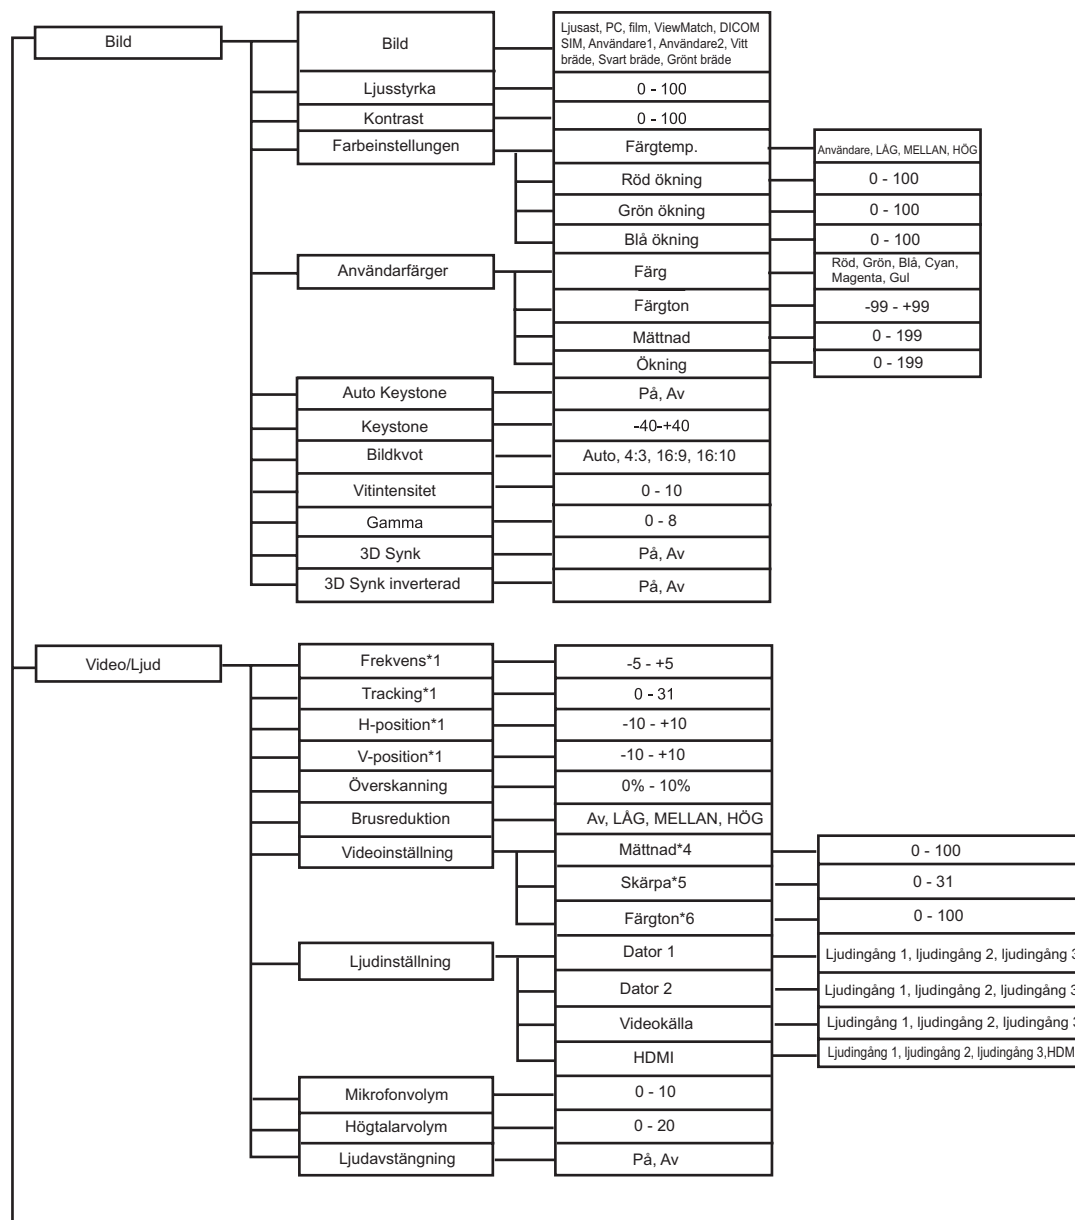 Bild
Bild
Ljusast, PC, film, ViewMatch, DICOM
SIM, Användare1, Användare2, Vitt
bräde, Svart bräde, Grönt bräde
Ljusstyrka
0 - 100
Kontrast
0 - 100
Farbeinstellungen
Färgtemp.
Användare, LÅG, MELLAN, HÖG
Röd ökning
0 - 100
Grön ökning
0 - 100
Blå ökning
0 - 100
Användarfärger
Färg
Röd, Grön, Blå, Cyan,
Magenta, Gul
Färgton
-99 - +99
Mättnad
0 - 199
Ökning
0 - 199
Auto Keystone
På, Av
Keystone
-40-+40
Bildkvot
Auto, 4:3, 16:9, 16:10
Vitintensitet
0 - 10
Gamma
0 - 8
3D Synk
På, Av
3D Synk inverterad
På, Av
Video/Ljud
Frekvens*1
-5 - +5
Tracking*1
0 - 31
H-position*1
-10 - +10
V-position*1
-10 - +10
Överskanning
0% - 10%
Brusreduktion
Av, LÅG, MELLAN, HÖG
Videoinställning
Mättnad*4
0 - 100
Skärpa*5
0 - 31
Färgton*6
0 - 100
Ljudinställning
Dator 1
Ljudingång 1, ljudingång 2, ljudingång 3
Dator 2
Ljudingång 1, ljudingång 2, ljudingång 3
Videokälla
Ljudingång 1, ljudingång 2, ljudingång 3
HDMI
Ljudingång 1, ljudingång 2, ljudingång 3,HDM
Mikrofonvolym
0 - 10
Högtalarvolym
0 - 20
Ljudavstängning
På, Av